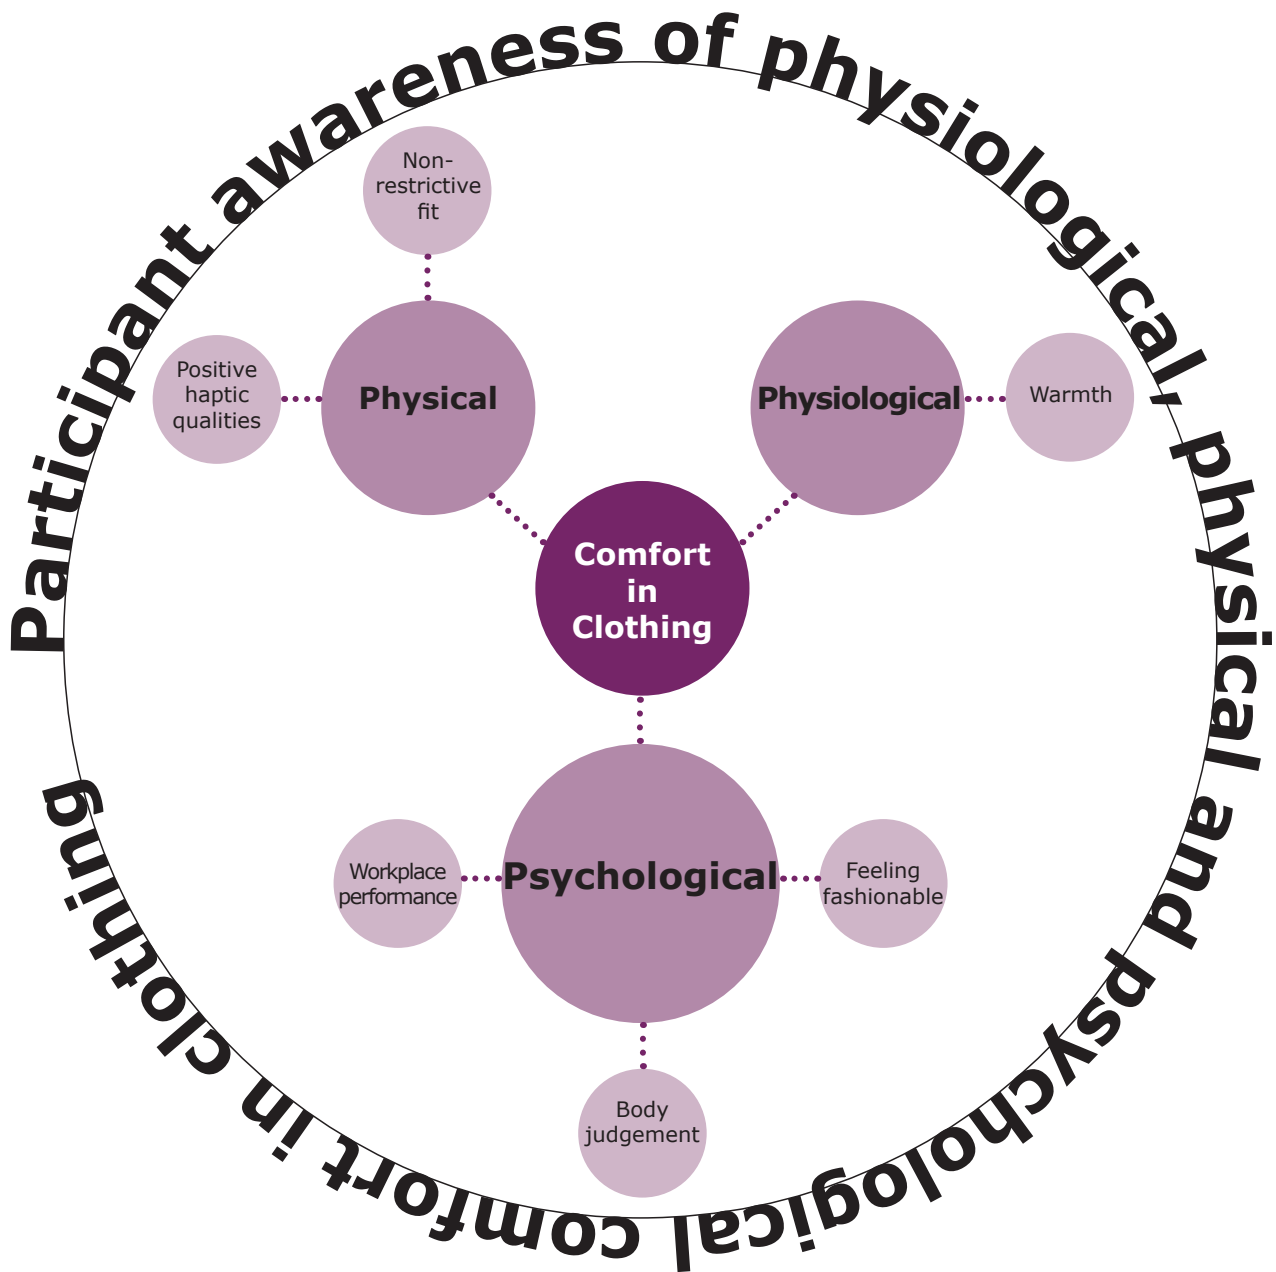 Participant awareness of physiological, physical and psychological comfort in clothing
Non-
restrictive
fit
Positive
haptic
qualities
Physical
Physiological
Warmth
Comfort
in
Clothing
Workplace
performance
Psychological
Feeling
fashionable
Body
judgement